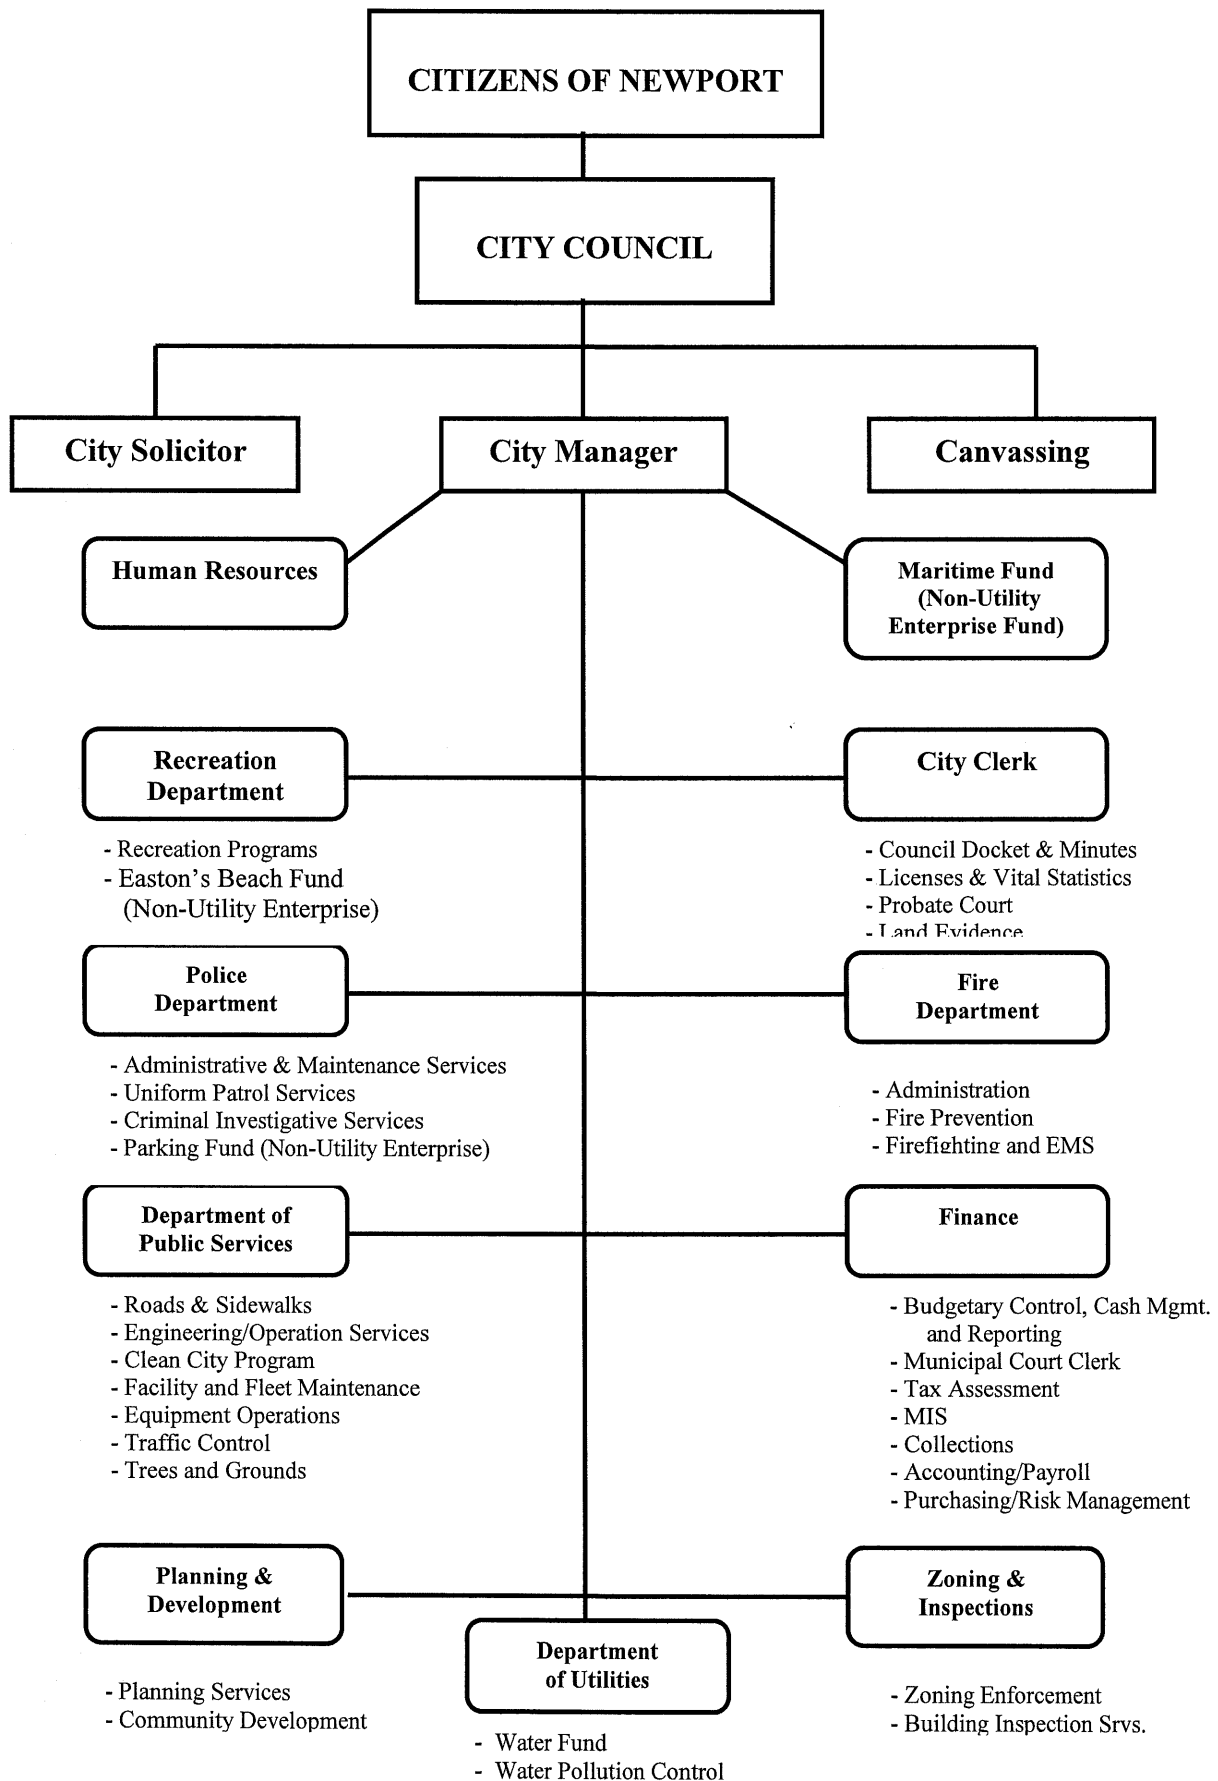 CITIZENS OF NEWPORT
CITY COUNCIL
City Solicitor
City Manager
Canvassing
Human Resources
Maritime Fund
(Non-Utility
Enterprise Fund)
Recreation
Department
- Recreation Programs
- Easton's Beach Fund
(Non-Utility Enterprise)
City Clerk
- Council Docket & Minutes
- Licenses & Vital Statistics
- Probate Court
- Land Evidence
Police
Department
- Administrative & Maintenance Services
- Uniform Patrol Services
- Criminal Investigative Services
- Parking Fund (Non-Utility Enterprise)
Fire
Department
- Administration
- Fire Prevention
- Firefighting and EMS
Department of
Public Services
- Roads & Sidewalks
- Engineering/Operation Services
- Clean City Program
- Facility and Fleet Maintenance
- Equipment Operations
- Traffic Control
- Trees and Grounds
Finance
- Budgetary Control, Cash Mgmt.
and Reporting
- Municipal Court Clerk
- Tax Assessment
- MIS
- Collections
- Accounting/Payroll
- Purchasing/Risk Management
Planning &
Development
- Planning Services
- Community Development
Zoning &
Inspections
- Zoning Enforcement
- Building Inspection Srvs.
Department
of Utilities
- Water Fund
- Water Pollution Control